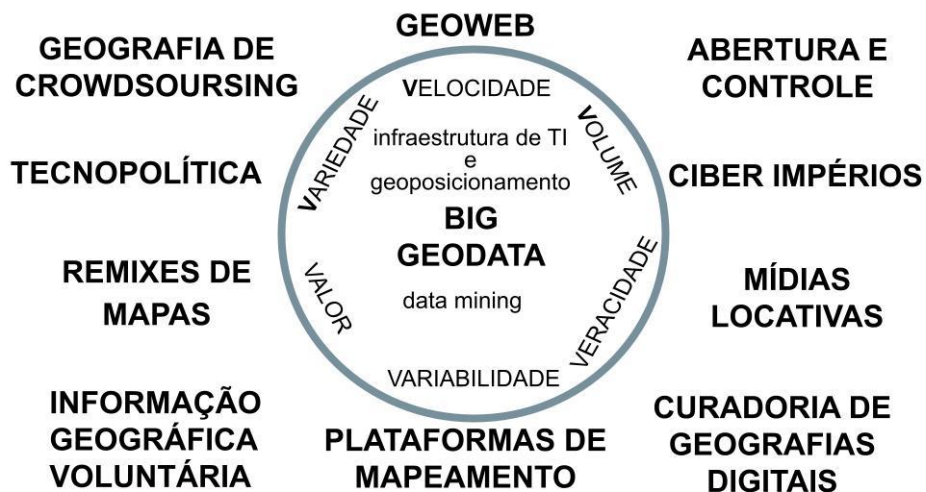 GEOWEB
GEOGRAFIA DE
CROWDSOURSING
ABERTURA E
CONTROLE
VELOCIDADE
VARIEDADE
VOLUME
infraestrutura de TI
e
geoposicionamento
TECNOPOLÍTICA
CIBER IMPÉRIOS
BIG
GEODATA
REMIXES DE
MAPAS
VALOR
data mining
VERACIDADE
MÍDIAS
LOCATIVAS
VARIABILIDADE
INFORMAÇÃO
GEOGRÁFICA
VOLUNTÁRIA
PLATAFORMAS DE
MAPEAMENTO
CURADORIA DE
GEOGRAFIAS
DIGITAIS